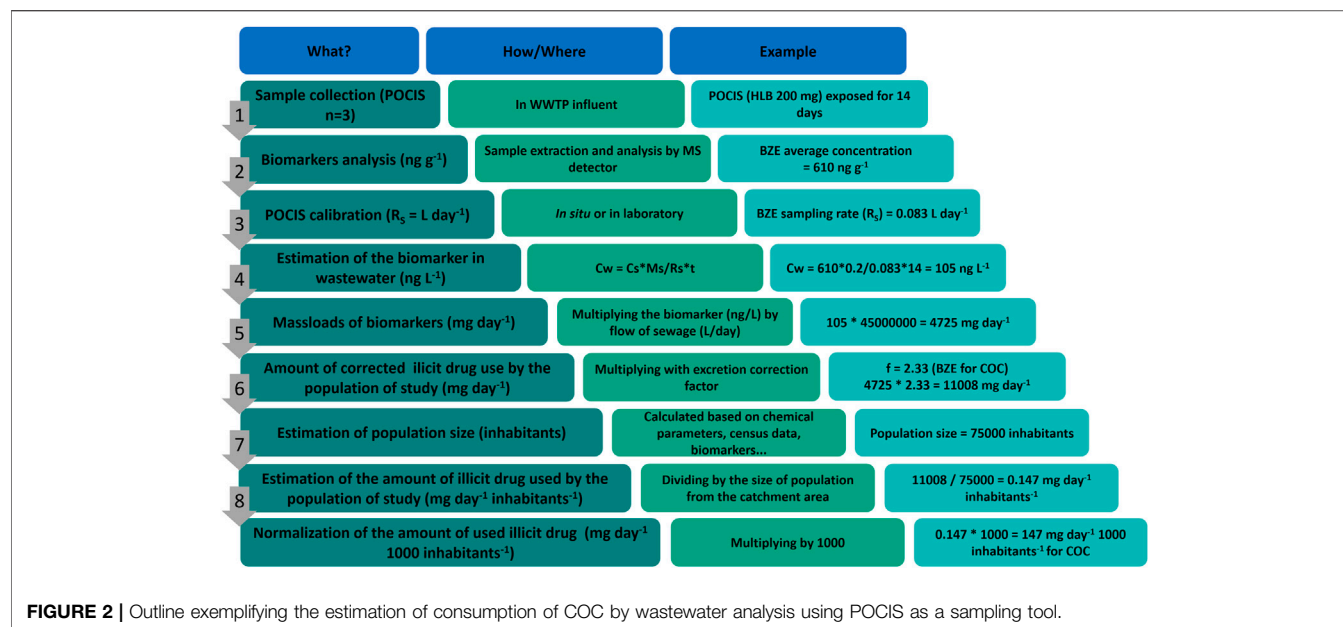 What?
How/Where
Example
1
Sample collection (POCIS
n=3)
In WWTP influent
POCIS (HLB 200 mg) exposed for 14
days
2
Biomarkers analysis (ng g⁻¹)
Sample extraction and analysis by MS
detector
BZE average concentration
= 610 ng g⁻¹
3
POCIS calibration (R_S = L day⁻¹)
In situ or in laboratory
BZE sampling rate (R_S) = 0.083 L day⁻¹
4
Estimation of the biomarker in
wastewater (ng L⁻¹)
Cw = Cs*Ms/Rs*t
Cw = 610*0.2/0.083*14 = 105 ng L⁻¹
5
Massloads of biomarkers (mg day⁻¹)
Multiplying the biomarker (ng/L) by
flow of sewage (L/day)
105 * 45000000 = 4725 mg day⁻¹
6
Amount of corrected ilicit drug use by the
population of study (mg day⁻¹)
Multiplying with excretion correction
factor
f = 2.33 (BZE for COC)
4725 * 2.33 = 11008 mg day⁻¹
7
Estimation of population size (inhabitants)
Calculated based on chemical
parameters, census data,
biomarkers...
Population size = 75000 inhabitants
8
Estimation of the amount of illicit drug used by the
population of study (mg day⁻¹ inhabitants⁻¹)
Dividing by the size of population
from the catchment area
11008 / 75000 = 0.147 mg day⁻¹
inhabitants⁻¹
Normalization of the amount of used illicit drug (mg day⁻¹
1000 inhabitants⁻¹)
Multiplying by 1000
0.147 * 1000 = 147 mg day⁻¹ 1000
inhabitants⁻¹ for COC
FIGURE 2 | Outline exemplifying the estimation of consumption of COC by wastewater analysis using POCIS as a sampling tool.